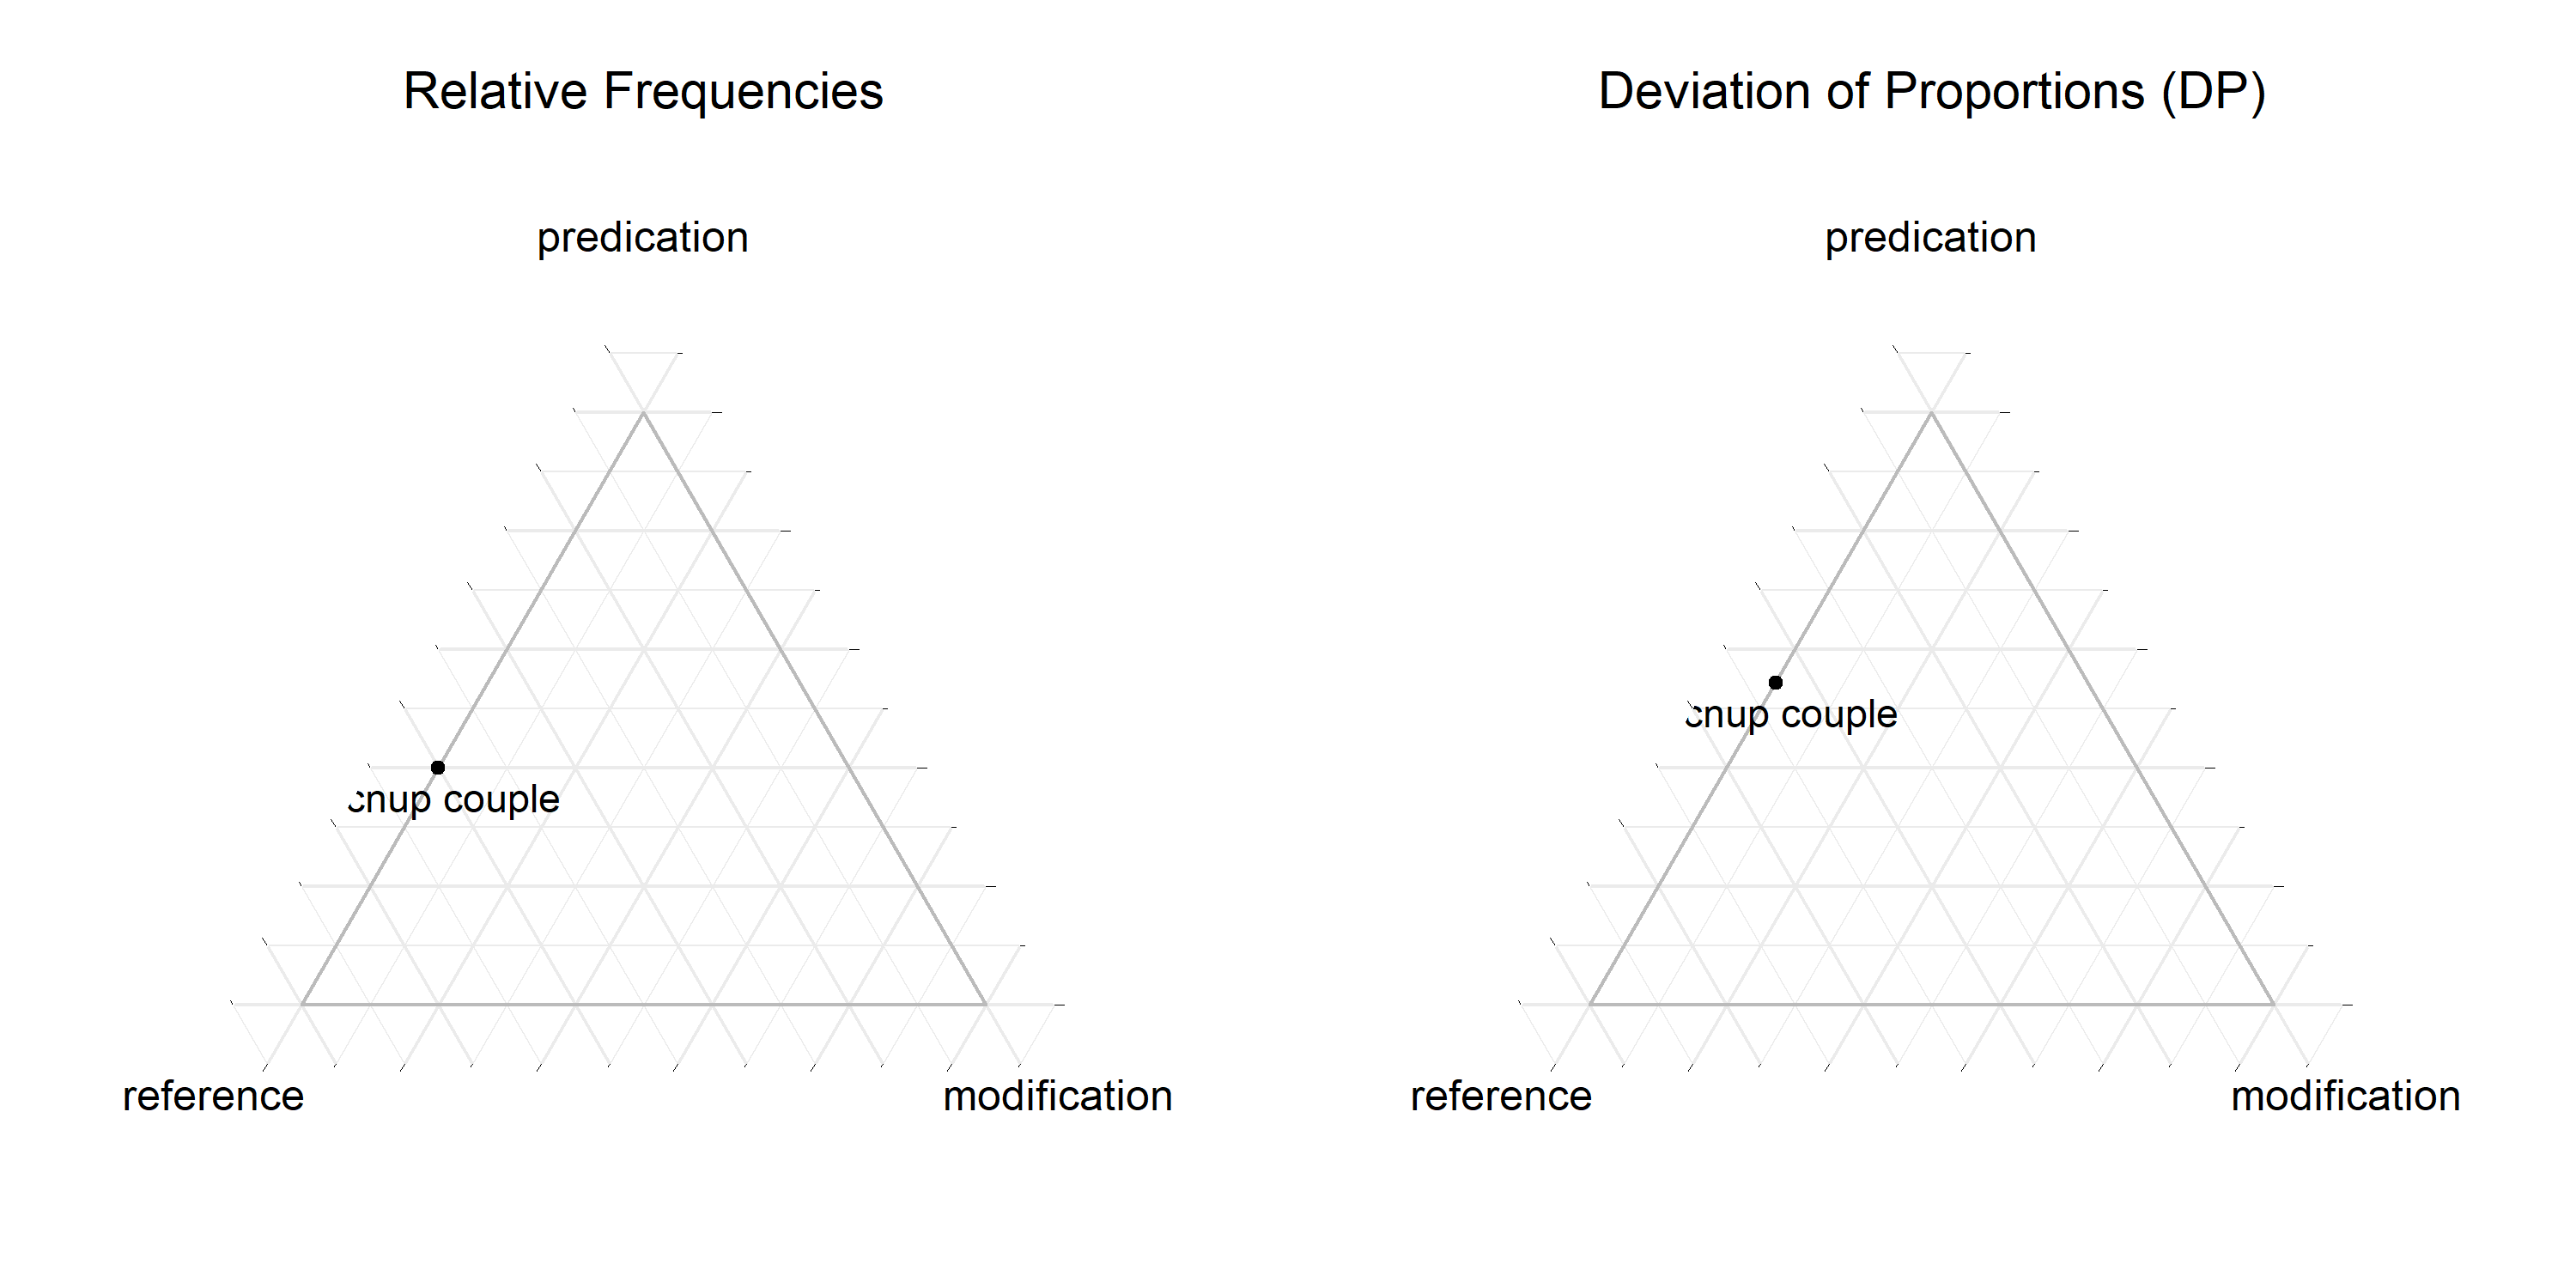 Relative Frequencies
predication
cnup couple
reference
modification
Deviation of Proportions (DP)
predication
cnup couple
reference
modification